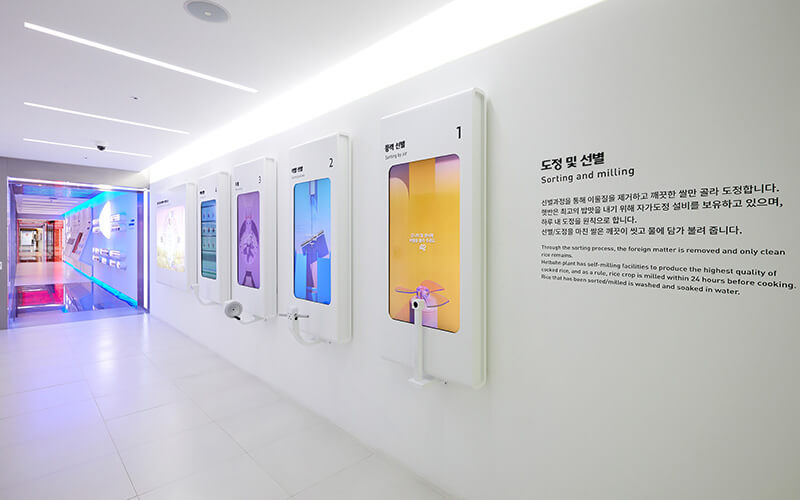 도정 및 선별
Sorting and milling
선별과정을 통해 이물질을 제거하고 깨끗한 쌀만 골라 도정합니다.
햇반은 최고의 밥맛을 내기 위해 자가도정 설비를 보유하고 있으며,
하루 내 도정을 원칙으로 합니다.
선별/도정을 마친 쌀은 깨끗이 씻고 물에 담가 불려 줍니다.
Through the sorting process, the foreign matter is removed and only clean
rice remains.
Hetbahn plant has self-milling facilities to produce the highest quality of
cooked rice, and as a rule, rice crop is milled within 24 hours before cooking.
Rice that has been sorted/milled is washed and soaked in water.
풍력 선별
Sorting by air
1
2
3
4